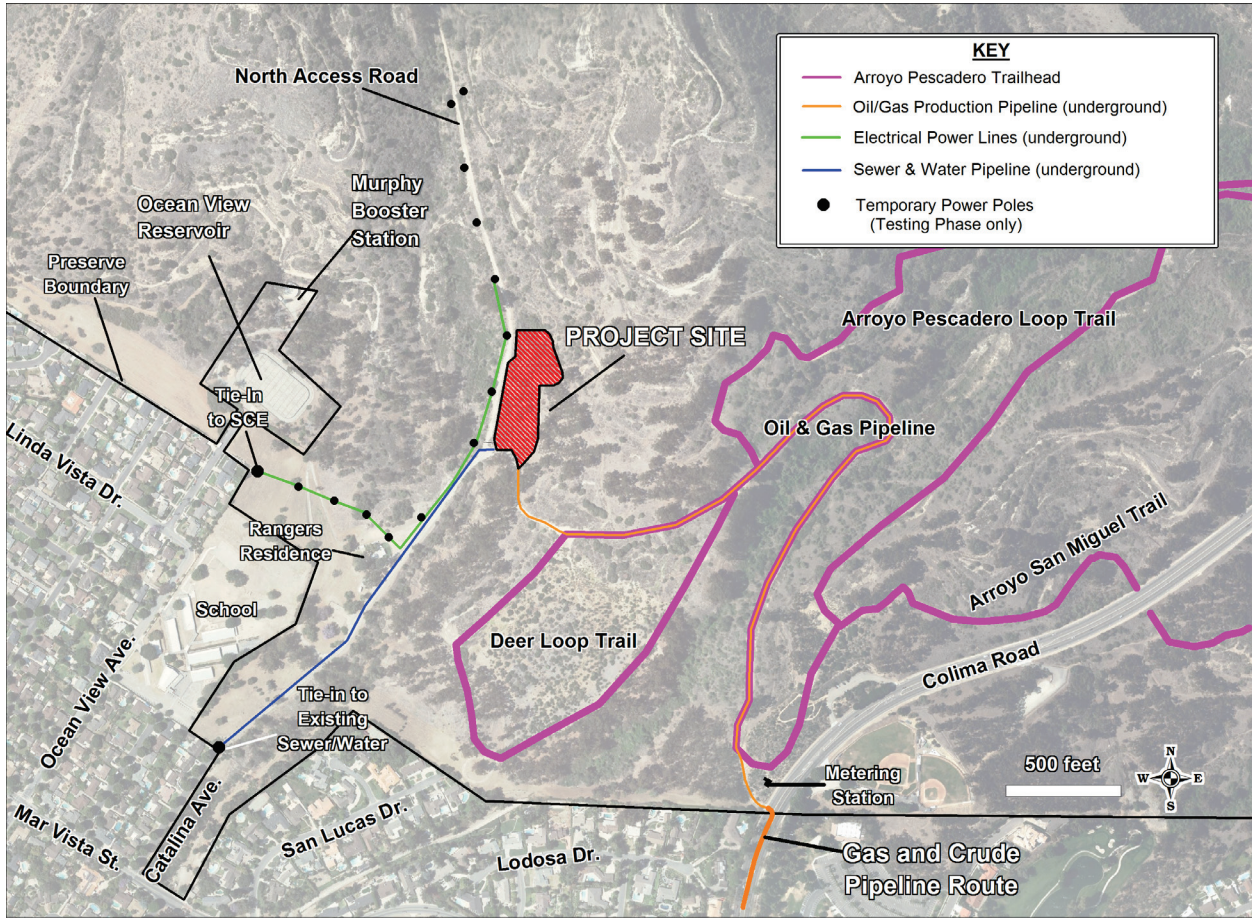 KEY
Arroyo Pescadero Trailhead
Oil/Gas Production Pipeline (underground)
Electrical Power Lines (underground)
Sewer & Water Pipeline (underground)
Temporary Power Poles
(Testing Phase only)
North Access Road
Murphy
Booster
Station
Ocean View
Reservoir
Preserve
Boundary
PROJECT SITE
Arroyo Pescadero Loop Trail
Tie-In
to SCE
Oil & Gas Pipeline
Linda Vista Dr.
Rangers
Residence
Arroyo San Miguel Trail
School
Deer Loop Trail
Colima Road
Ocean View Ave.
Tie-in to
Existing
Sewer/Water
500 feet
N
W
E
S
Metering
Station
Catalina Ave.
Mar Vista St.
San Lucas Dr.
Lodosa Dr.
Gas and Crude
Pipeline Route